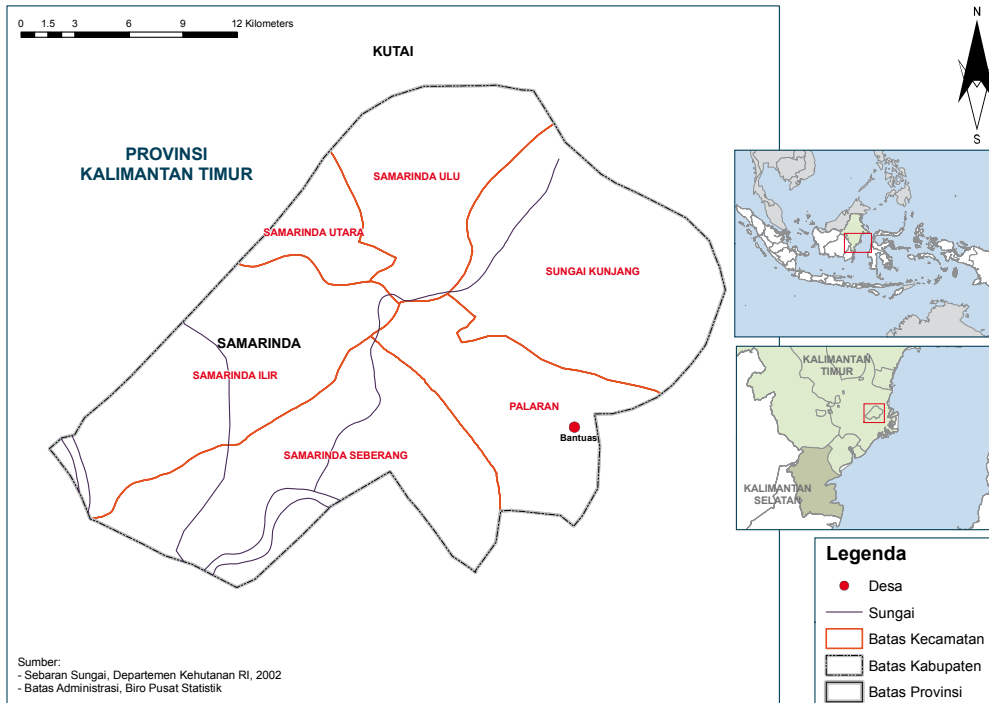 0 1.5 3 6 9 12 Kilometers
KUTAI
N
S
PROVINSI
KALIMANTAN TIMUR
SAMARINDA ULU
SAMARINDA UTARA
SUNGAI KUNJANG
SAMARINDA
SAMARINDA ILIR
PALARAN
Bantuas
SAMARINDA SEBERANG
KALIMANTAN
TIMUR
KALIMANTAN
SELATAN
Legenda
Desa
Sungai
Batas Kecamatan
Batas Kabupaten
Batas Provinsi
Sumber:
- Sebaran Sungai, Departemen Kehutanan RI, 2002
- Batas Administrasi, Biro Pusat Statistik